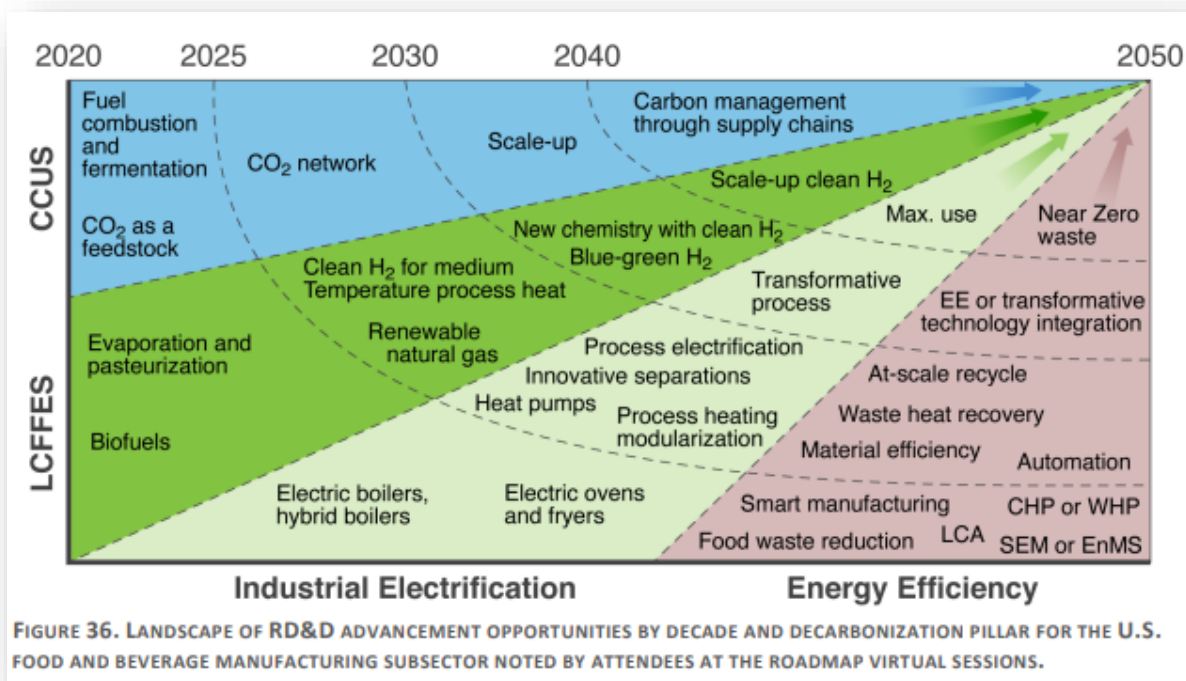 2020 2025 2030 2040 2050
CCUS
Fuel
combustion
and
fermentation
CO₂ as a
feedstock
CO₂ network
Scale-up
Carbon management
through supply chains
LCFFES
Evaporation and
pasteurization
Biofuels
Clean H₂ for medium
Temperature process heat
Renewable
natural gas
New chemistry with clean H₂
Blue-green H₂
Scale-up clean H₂
Electric boilers,
hybrid boilers
Electric ovens
and fryers
Heat pumps
Process heating
modularization
Innovative separations
Process electrification
Transformative
process
Max. use
Near Zero
waste
EE or transformative
technology integration
At-scale recycle
Waste heat recovery
Material efficiency
Automation
Smart manufacturing
CHP or WHP
Food waste reduction
LCA
SEM or EnMS
Industrial Electrification
Energy Efficiency
FIGURE 36. LANDSCAPE OF RD&D ADVANCEMENT OPPORTUNITIES BY DECADE AND DECARBONIZATION PILLAR FOR THE U.S.
FOOD AND BEVERAGE MANUFACTURING SUBSECTOR NOTED BY ATTENDEES AT THE ROADMAP VIRTUAL SESSIONS.